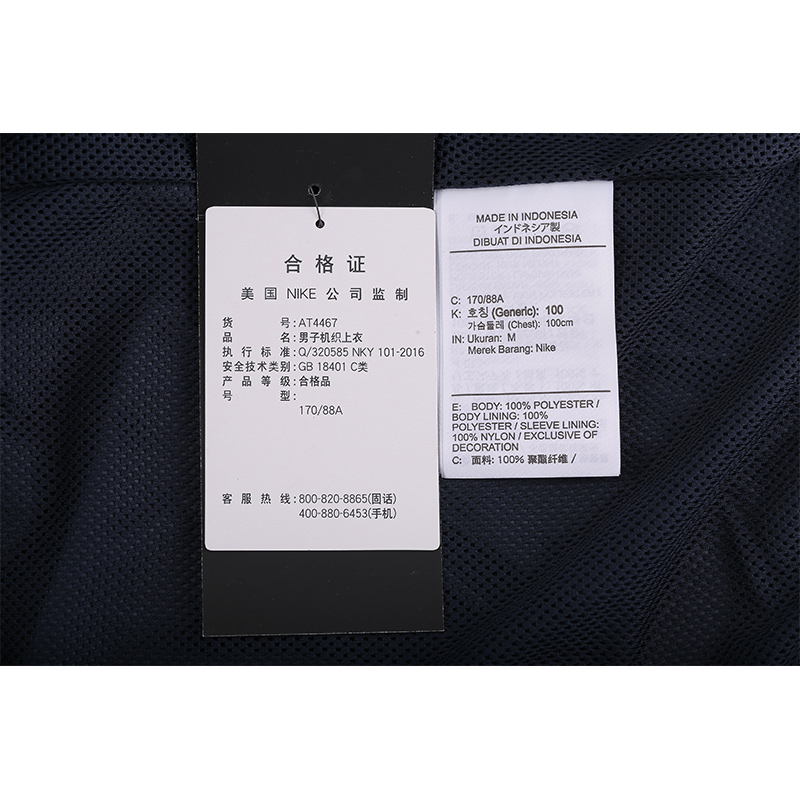 合格证
美国 NIKE 公司监制
货号:AT4467
品名:男子机织上衣
执行标准:Q/320585 NKY 101-2016
安全技术类别:GB 18401 C类
产品等级:合格品
号型:
170/88A
客服热线:800-820-8865(固话)
400-880-6453(手机)
MADE IN INDONESIA
インドネシア製
DIBUAT DI INDONESIA
C: 170/88A
K: 호칭 (Generic): 100
가슴둘레 (Chest): 100cm
IN: Ukuran: M
Merek Barang: Nike
E: BODY: 100% POLYESTER /
BODY LINING: 100%
POLYESTER / SLEEVE LINING:
100% NYLON / EXCLUSIVE OF
DECORATION
C: 面料: 100% 聚酯纤维 /